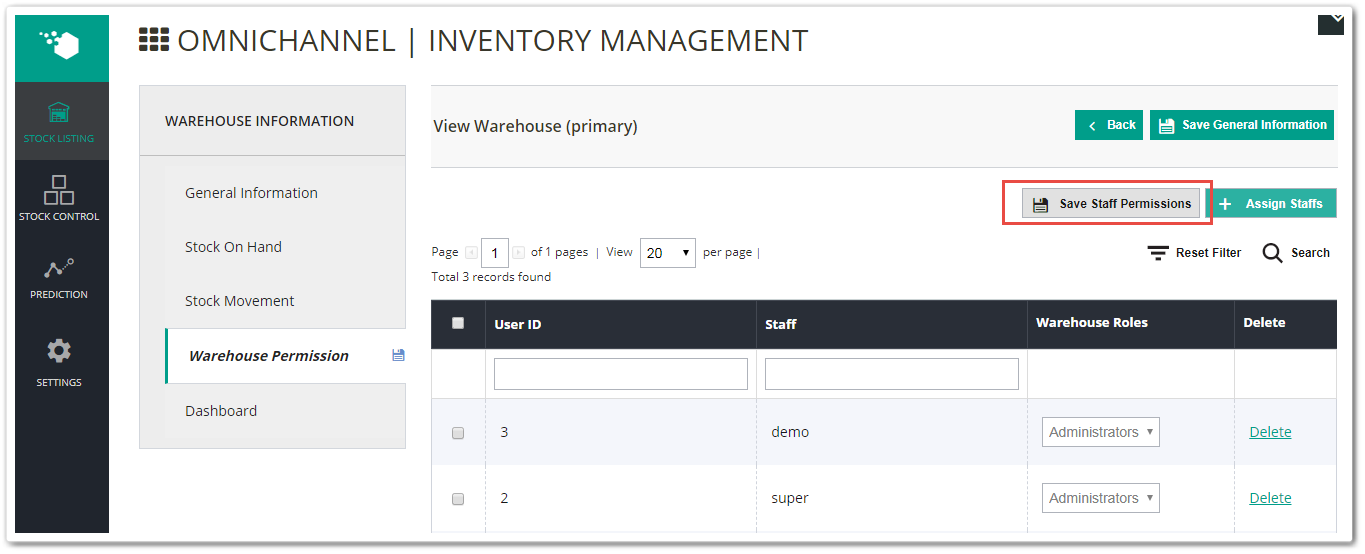 OMNICHANNEL | INVENTORY MANAGEMENT
STOCK LISTING
STOCK CONTROL
PREDICTION
SETTINGS
WAREHOUSE INFORMATION
General Information
Stock On Hand
Stock Movement
Warehouse Permission
Dashboard
View Warehouse (primary)
Back
Save General Information
Save Staff Permissions
+ Assign Staffs
Page 1 of 1 pages | View 20 per page |
Reset Filter
Search
Total 3 records found
User ID Staff Warehouse Roles Delete
3 demo Administrators Delete
2 super Administrators Delete